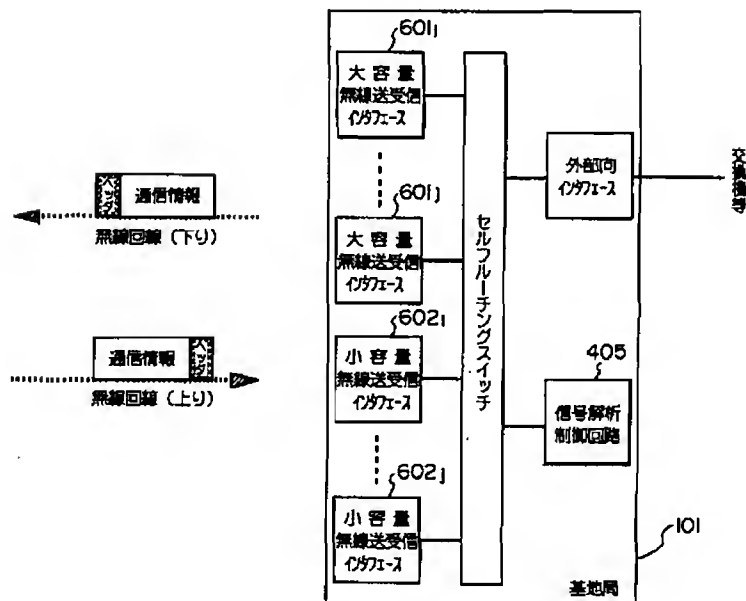 601₁
大容量
無線送受信
インタフェース
601j
大容量
無線送受信
インタフェース
602₁
小容量
無線送受信
インタフェース
602j
小容量
無線送受信
インタフェース
セルフルーチングスイッチ
外部向
インタフェース
交換機等
405
信号解析
制御回路
101
基地局
ヘッダ 通信情報
無線回線(下り)
通信情報 ヘッダ
無線回線(上り)